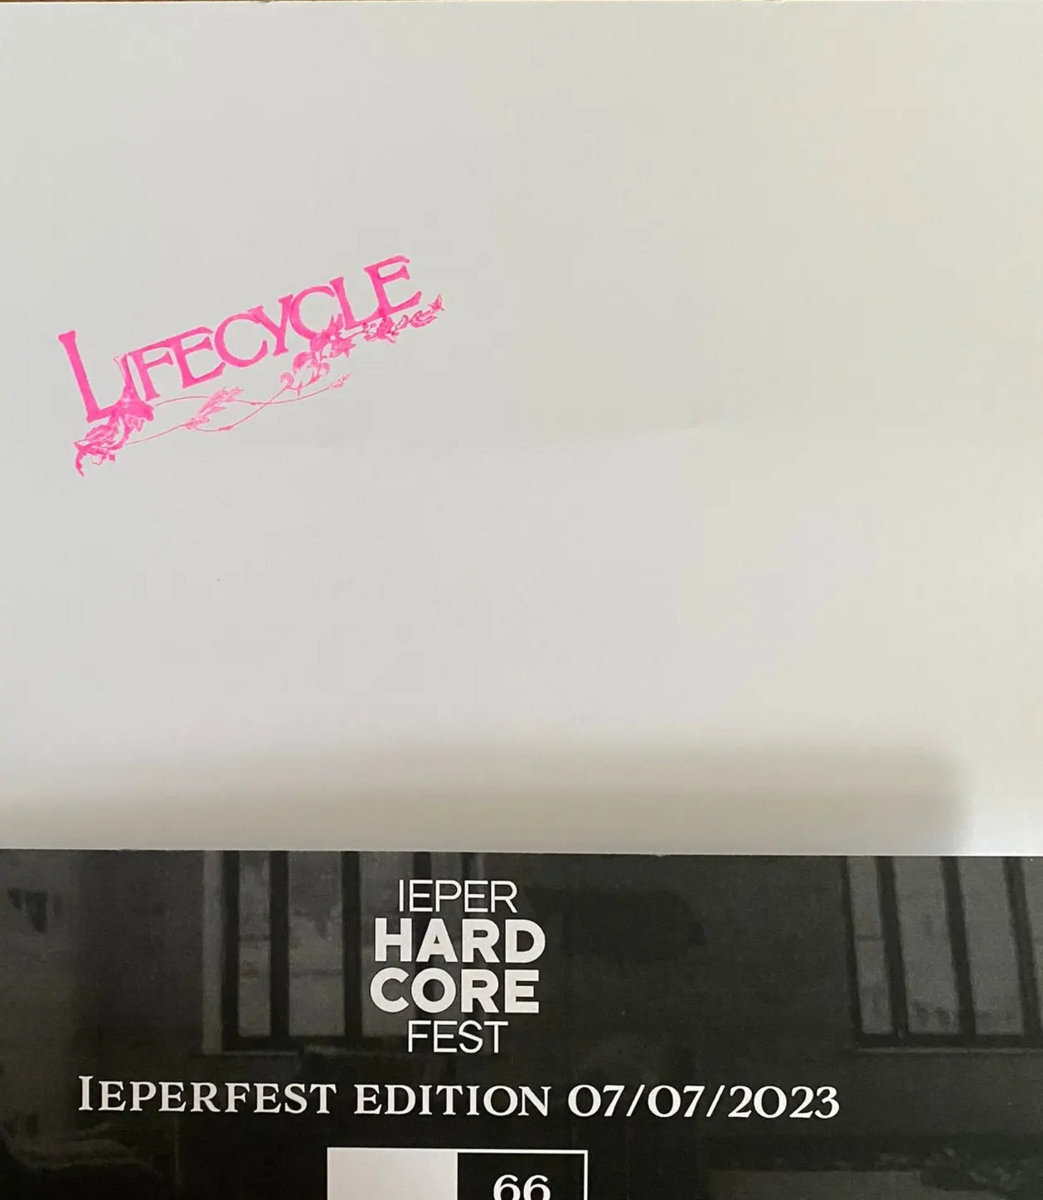 LIFECYCLE
IEPER
HARD
CORE
FEST
IEPERFEST EDITION 07/07/2023
66